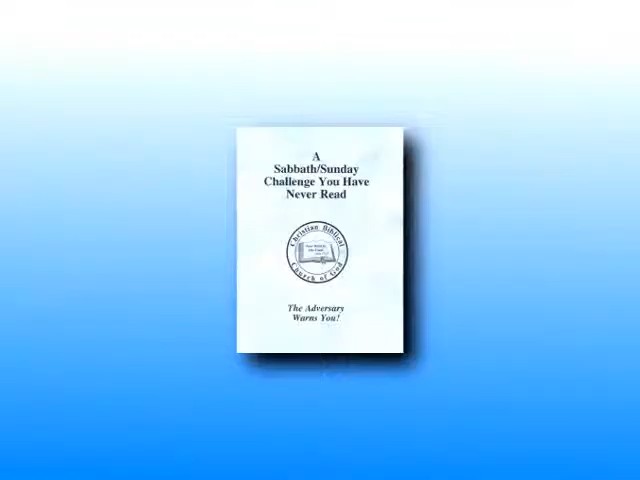 A
Sabbath/Sunday
Challenge You Have
Never Read
Christian Biblical
Church of God
The Adversary
Warns You!